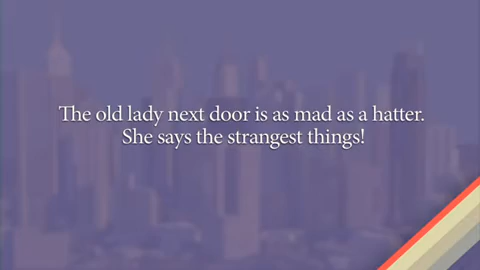 The old lady next door is as mad as a hatter.
She says the strangest things!